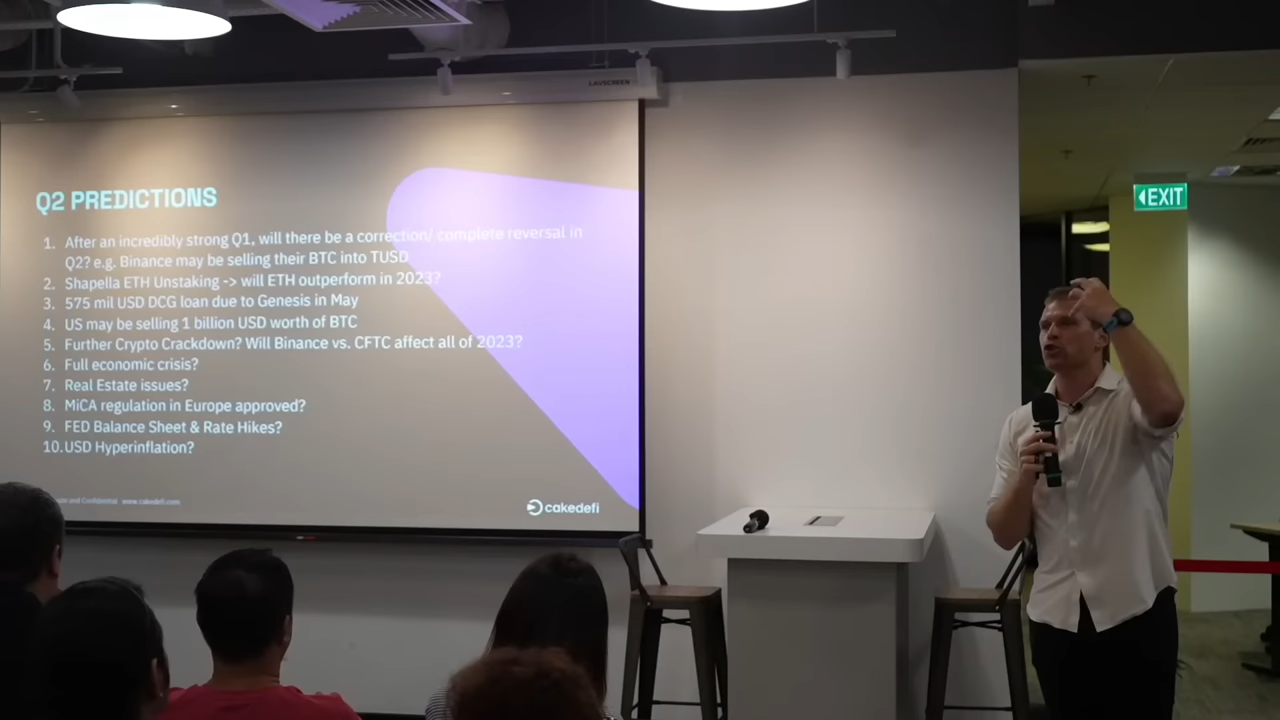 LAVSCREEN
EXIT
Q2 PREDICTIONS
1. After an incredibly strong Q1, will there be a correction/ complete reversal in
Q2? e.g. Binance may be selling their BTC into TUSD
2. Shapella ETH Unstaking -> will ETH outperform in 2023?
3. 575 mil USD DCG loan due to Genesis in May
4. US may be selling 1 billion USD worth of BTC
5. Further Crypto Crackdown? Will Binance vs. CFTC affect all of 2023?
6. Full economic crisis?
7. Real Estate issues?
8. MiCA regulation in Europe approved?
9. FED Balance Sheet & Rate Hikes?
10. USD Hyperinflation?
and Confidential www.cakedefi.com
cakedefi